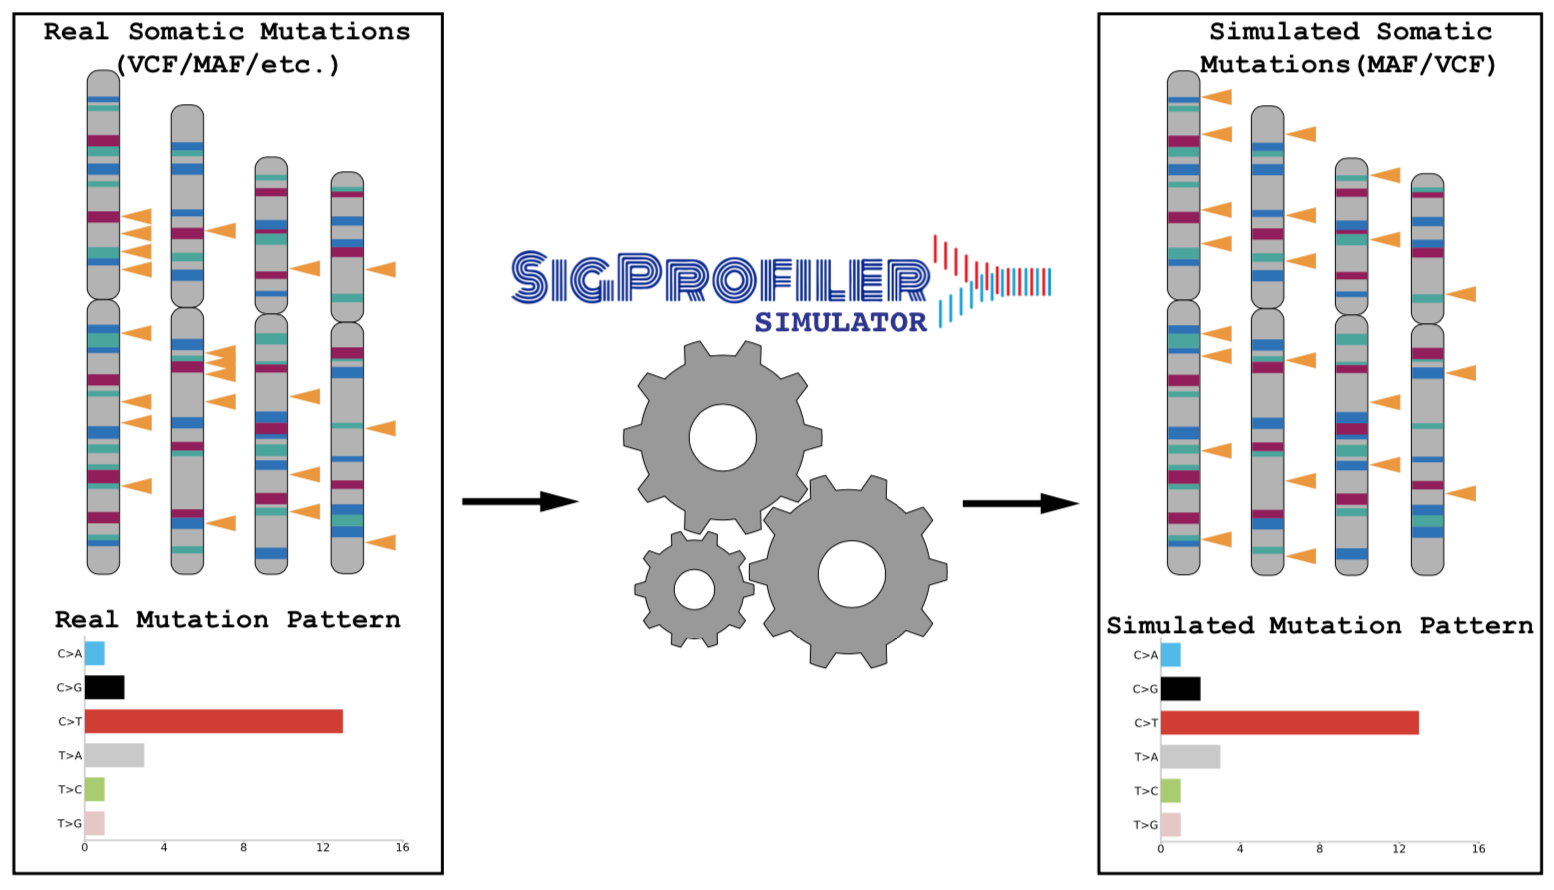 Real Somatic Mutations
(VCF/MAF/etc.)
Real Mutation Pattern
C>A
C>G
C>T
T>A
T>C
T>G
0 4 8 12 16
SIGPROFILER
SIMULATOR
Simulated Somatic
Mutations(MAF/VCF)
Simulated Mutation Pattern
C>A
C>G
C>T
T>A
T>C
T>G
0 4 8 12 16